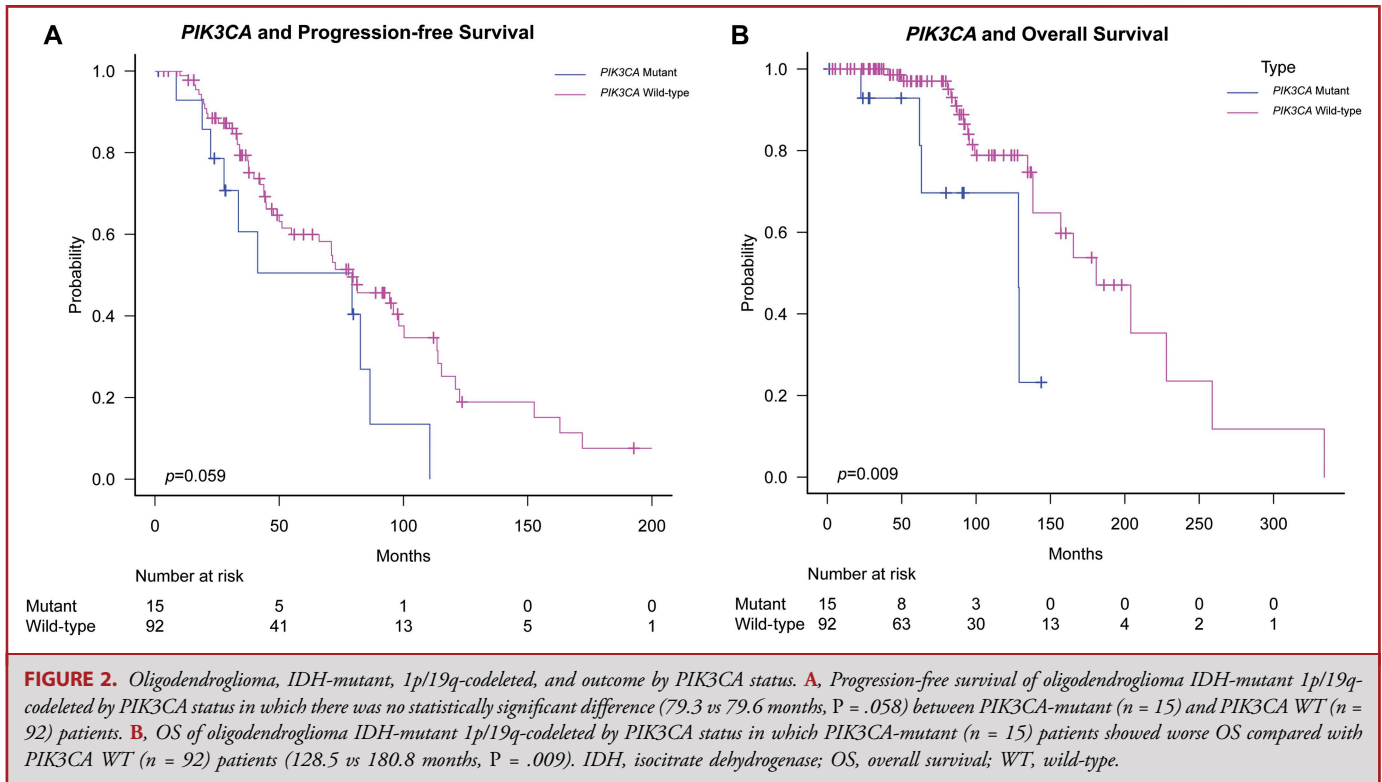 A
PIK3CA and Progression-free Survival
PIK3CA Mutant
PIK3CA Wild-type
1.0
0.8
0.6
0.4
0.2
0.0
Probability
p=0.059
0 50 100 150 200
Months
Number at risk
Mutant 15 5 1 0 0
Wild-type 92 41 13 5 1
B
PIK3CA and Overall Survival
Type
PIK3CA Mutant
PIK3CA Wild-type
1.0
0.8
0.6
0.4
0.2
0.0
Probability
p=0.009
0 50 100 150 200 250 300
Months
Number at risk
Mutant 15 8 3 0 0 0 0
Wild-type 92 63 30 13 4 2 1
FIGURE 2. Oligodendroglioma, IDH-mutant, 1p/19q-codeleted, and outcome by PIK3CA status. A, Progression-free survival of oligodendroglioma IDH-mutant 1p/19q-
codeleted by PIK3CA status in which there was no statistically significant difference (79.3 vs 79.6 months, P = .058) between PIK3CA-mutant (n = 15) and PIK3CA WT (n =
92) patients. B, OS of oligodendroglioma IDH-mutant 1p/19q-codeleted by PIK3CA status in which PIK3CA-mutant (n = 15) patients showed worse OS compared with
PIK3CA WT (n = 92) patients (128.5 vs 180.8 months, P = .009). IDH, isocitrate dehydrogenase; OS, overall survival; WT, wild-type.